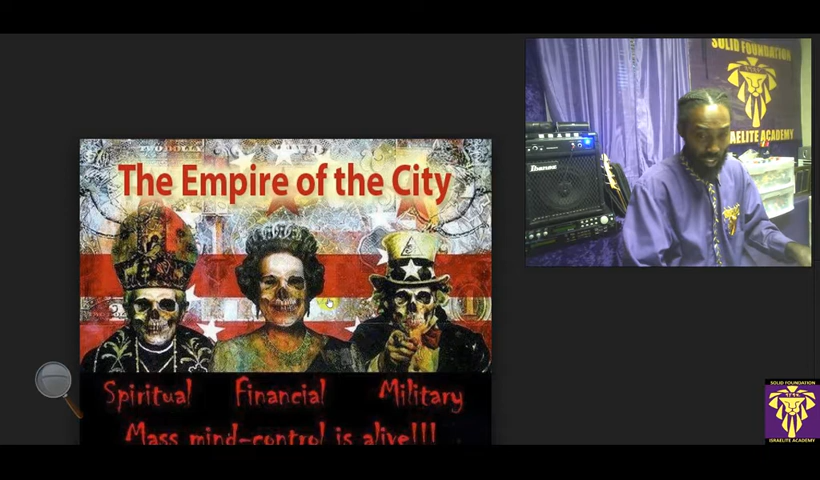 The Empire of the City
Spiritual Financial Military
Mass mind-control is alive!!!
SOLID FOUNDATION
ISRAELITE ACADEMY
Ibanez
SOLID FOUNDATION
ISRAELITE ACADEMY